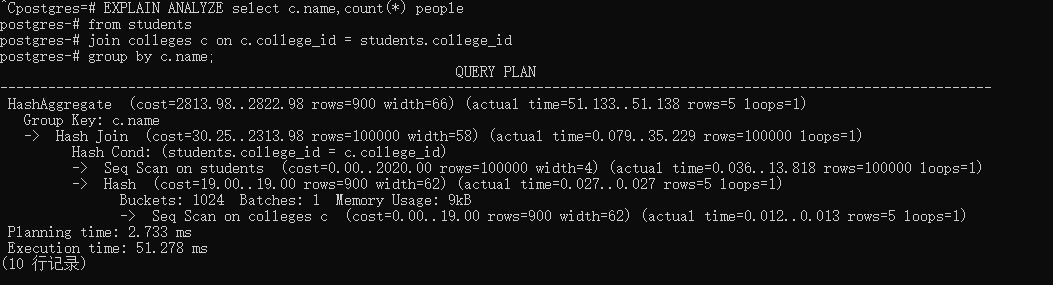 ^Cpostgres=# EXPLAIN ANALYZE select c.name,count(*) people
postgres-# from students
postgres-# join colleges c on c.college_id = students.college_id
postgres-# group by c.name;
QUERY PLAN
--------------------------------------------------------------------------------------------------------------------------
HashAggregate  (cost=2813.98..2822.98 rows=900 width=66) (actual time=51.133..51.138 rows=5 loops=1)
Group Key: c.name
->  Hash Join  (cost=30.25..2313.98 rows=100000 width=58) (actual time=0.079..35.229 rows=100000 loops=1)
Hash Cond: (students.college_id = c.college_id)
->  Seq Scan on students  (cost=0.00..2020.00 rows=100000 width=4) (actual time=0.036..13.818 rows=100000 loops=1)
->  Hash  (cost=19.00..19.00 rows=900 width=62) (actual time=0.027..0.027 rows=5 loops=1)
Buckets: 1024  Batches: 1  Memory Usage: 9kB
->  Seq Scan on colleges c  (cost=0.00..19.00 rows=900 width=62) (actual time=0.012..0.013 rows=5 loops=1)
Planning time: 2.733 ms
Execution time: 51.278 ms
(10 行记录)